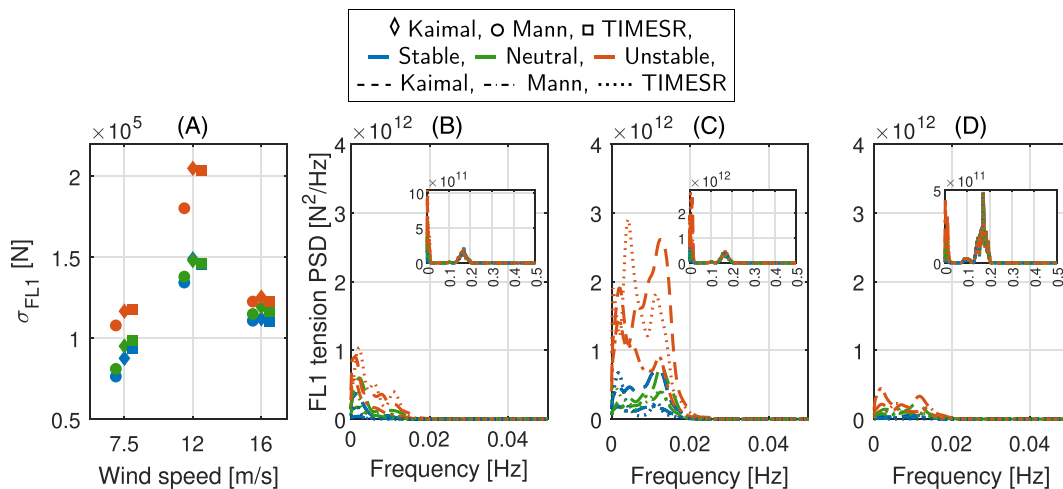 ◊ Kaimal, ○ Mann, □ TIMESR,
Stable, Neutral, Unstable,
Kaimal, Mann, TIMESR
(A)
×10⁵
2
1.5
1
0.5
σFL1 [N]
7.5 12 16
Wind speed [m/s]
(B)
×10¹²
4
3
2
1
0
FL1 tension PSD [N²/Hz]
0 0.02 0.04
Frequency [Hz]
×10¹¹
10
5
0
0 0.1 0.2 0.3 0.4 0.5
(C)
×10¹²
4
3
2
1
0
0 0.02 0.04
Frequency [Hz]
×10¹²
2
1
0
0 0.1 0.2 0.3 0.4 0.5
(D)
×10¹²
4
3
2
1
0
0 0.02 0.04
Frequency [Hz]
×10¹¹
5
0
0 0.1 0.2 0.3 0.4 0.5